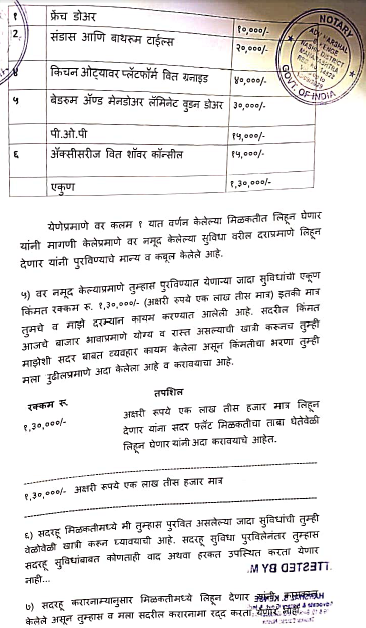 १ फ्रेंच डोअर १०,०००/-
2. संडास आणि बाथरूम टाईल्स २०,०००/-
४ किचन ओट्यावर प्लॅटफॉर्म वित ग्रनाइड ४०,०००/-
५ बेडरुम ॲण्ड मेनडोअर लॅमिनेट वुडन डोअर ३०,०००/-
पी.ओ.पी १५,०००/-
६ ॲक्सीसरीज वित शॉवर कॉन्सील १५,०००/-
एकुण १,३०,०००/-
NOTARY
GOVT. OF INDIA
येणेप्रमाणे वर कलम १ यात वर्णन केलेल्या मिळकतीत लिहून घेणार
यांनी मागणी केलेप्रमाणे वर नमूद केलेल्या सुविधा वरील दराप्रमाणे लिहून
देणार यांनी पुरविण्याचे मान्य व कबूल केलेले आहे.
५) वर नमूद केल्याप्रमाणे तुम्हास पुरविण्यात येणाऱ्या जादा सुविधांची एकूण
किंमत रक्कम रु. १,३०,०००/- (अक्षरी रुपये एक लाख तीस मात्र) इतकी मात्र
तुमचे व माझे दरम्यान कायम करण्यात आलेली आहे. सदरील किंमत
आजचे बाजार भावाप्रमाणे योग्य व रास्त असल्याची खात्री करूनच तुम्ही
माझेशी सदर बाबत व्यवहार कायम केलेला असून किंमतीचा भरणा तुम्ही
मला पुढीलप्रमाणे अदा केलेला आहे व करावयाचा आहे.
रक्कम रु. तपशिल
१,३०,०००/- अक्षरी रुपये एक लाख तीस हजार मात्र लिहून
देणार यांना सदर फ्लॅट मिळकतीचा ताबा घेतेवेळी
लिहून घेणार यांनी अदा करावयाचे आहेत.
१,३०,०००/- अक्षरी रुपये एक लाख तीस हजार मात्र
६) सदरहू मिळकतीमध्ये मी तुम्हास पुरवित असलेल्या जादा सुविधांची तुम्ही
वेळोवेळी खात्री करून घ्यावयाची आहे. सदरहू सुविधा पुरविलेनंतर तुम्हास
सदरहू सुविधांबाबत कोणताही वाद अथवा हरकत उपस्थित करता येणार
नाही...
TTESTED BY M
७) सदरहू करारनाम्यानुसार मिळकतीमध्ये लिहून देणार यांनी
केलेले असून तुम्हास व मला सदरील करारनामा रद्द करता येणार नाही.